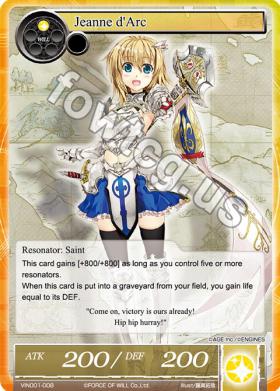 Jeanne d'Arc
WILL
fowtcg.us
Resonator: Saint
This card gains [+800/+800] as long as you control five or more
resonators.
When this card is put into a graveyard from your field, you gain life
equal to its DEF.
"Come on, victory is ours already!
Hip hip hurray!"
©AGE Inc./©ENGINES
ATK 200 / DEF 200
VIN001-008 ©FORCE OF WILL Co.,Ltd.